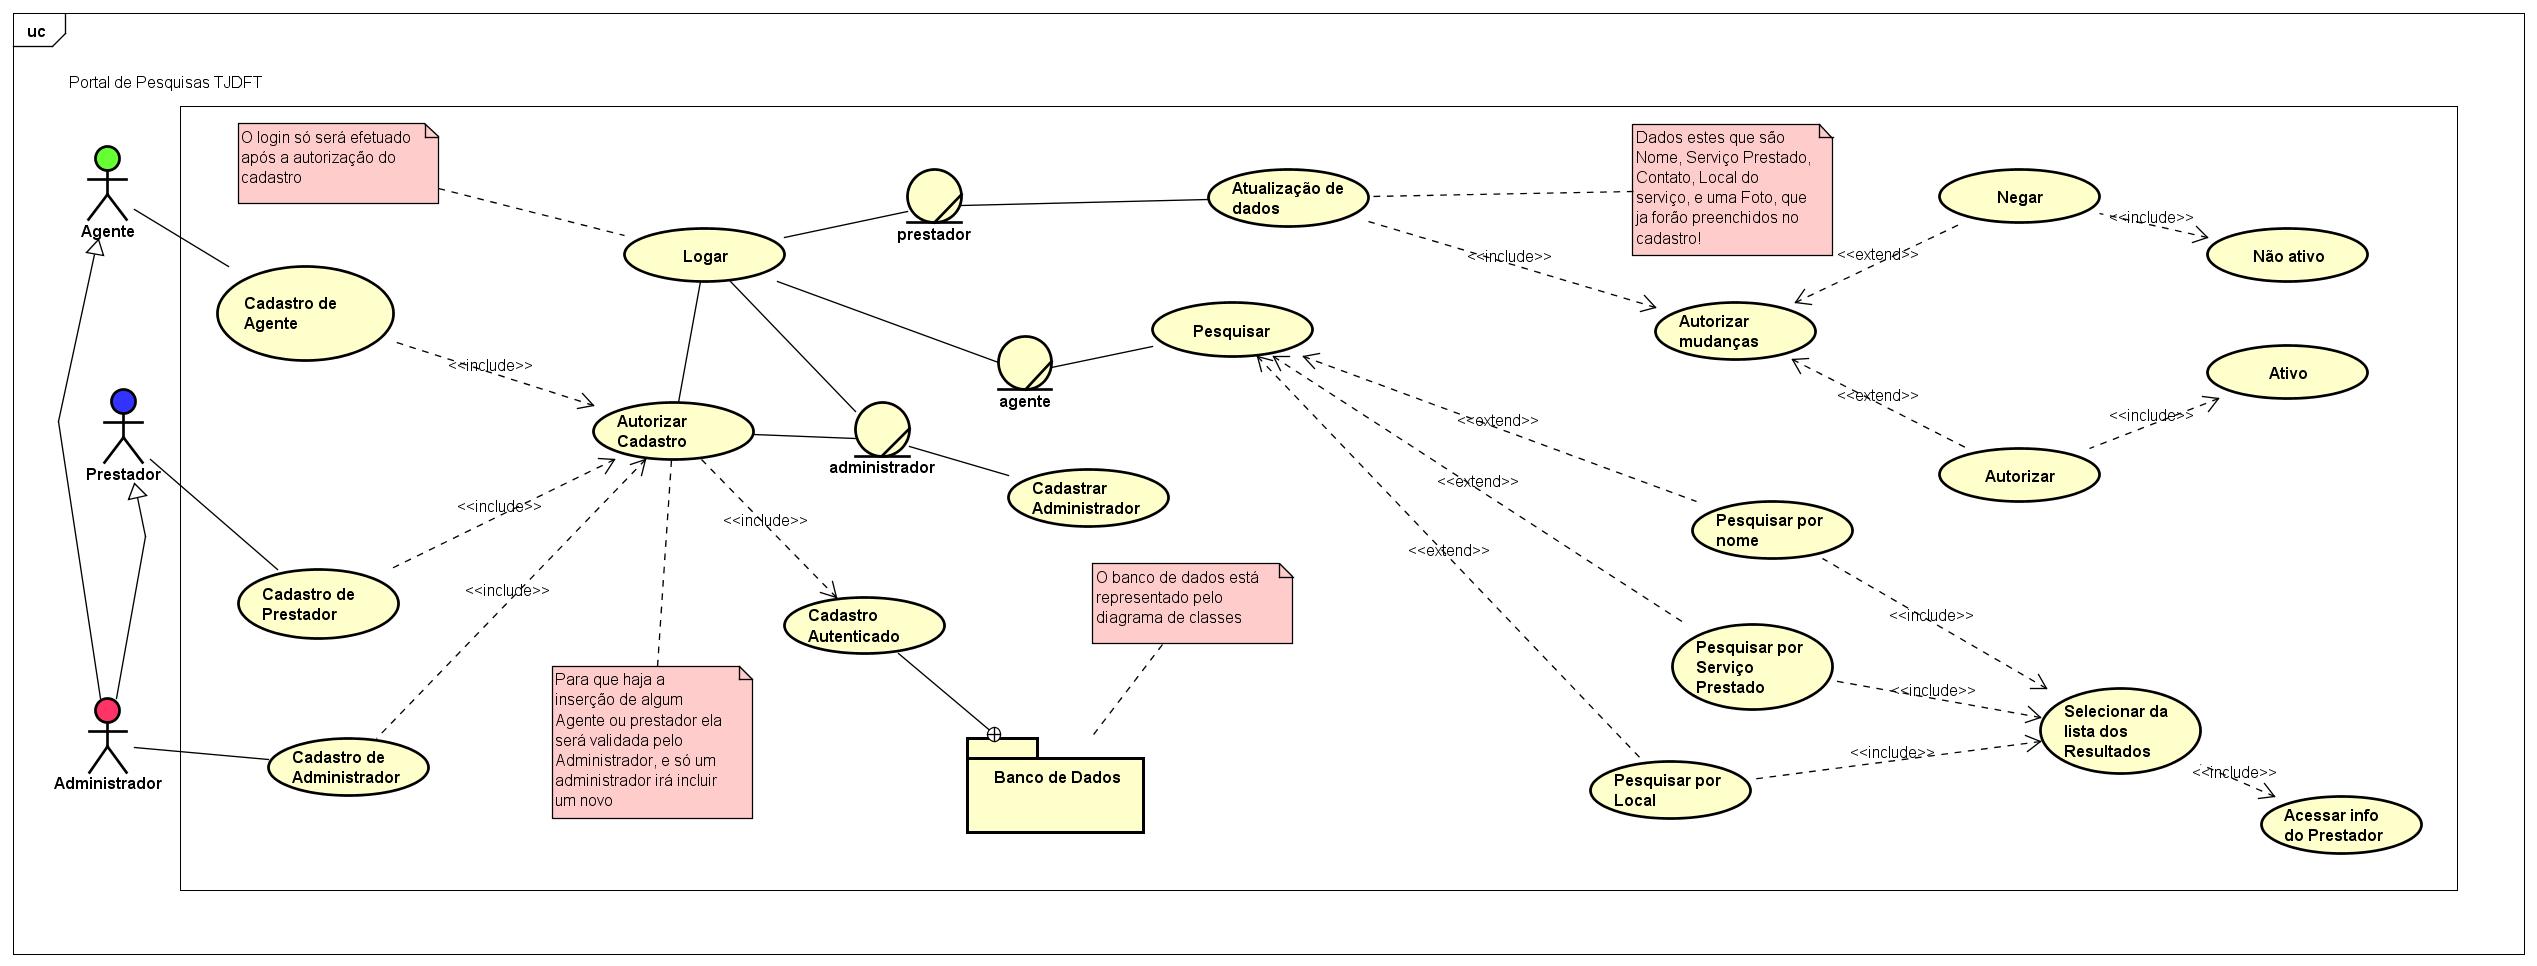 uc
Portal de Pesquisas TJDFT
O login só será efetuado
após a autorização do
cadastro
Agente
Cadastro de
Agente
<<include>>
Prestador
Cadastro de
Prestador
<<include>>
Administrador
Cadastro de
Administrador
<<include>>
Logar
Autorizar
Cadastro
Para que haja a
inserção de algum
Agente ou prestador ela
será validada pelo
Administrador, e só um
administrador irá incluir
um novo
<<include>>
Cadastro
Autenticado
prestador
agente
administrador
Cadastrar
Administrador
O banco de dados está
representado pelo
diagrama de classes
Banco de Dados
Atualização de
dados
Dados estes que são
Nome, Serviço Prestado,
Contato, Local do
serviço, e uma Foto, que
ja forão preenchidos no
cadastro!
<<include>>
Autorizar
mudanças
<<extend>>
Negar
<<include>>
Não ativo
<<extend>>
Autorizar
<<include>>
Ativo
Pesquisar
<<extend>>
<<extend>>
<<extend>>
Pesquisar por
nome
<<include>>
Pesquisar por
Serviço
Prestado
<<include>>
Pesquisar por
Local
<<include>>
Selecionar da
lista dos
Resultados
<<include>>
Acessar info
do Prestador